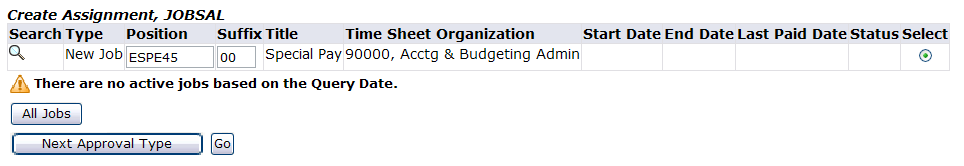 Create Assignment, JOBSAL
Search Type Position Suffix Title Time Sheet Organization Start Date End Date Last Paid Date Status Select
New Job ESPE45 00 Special Pay 90000, Acctg & Budgeting Admin
There are no active jobs based on the Query Date.
All Jobs
Next Approval Type Go